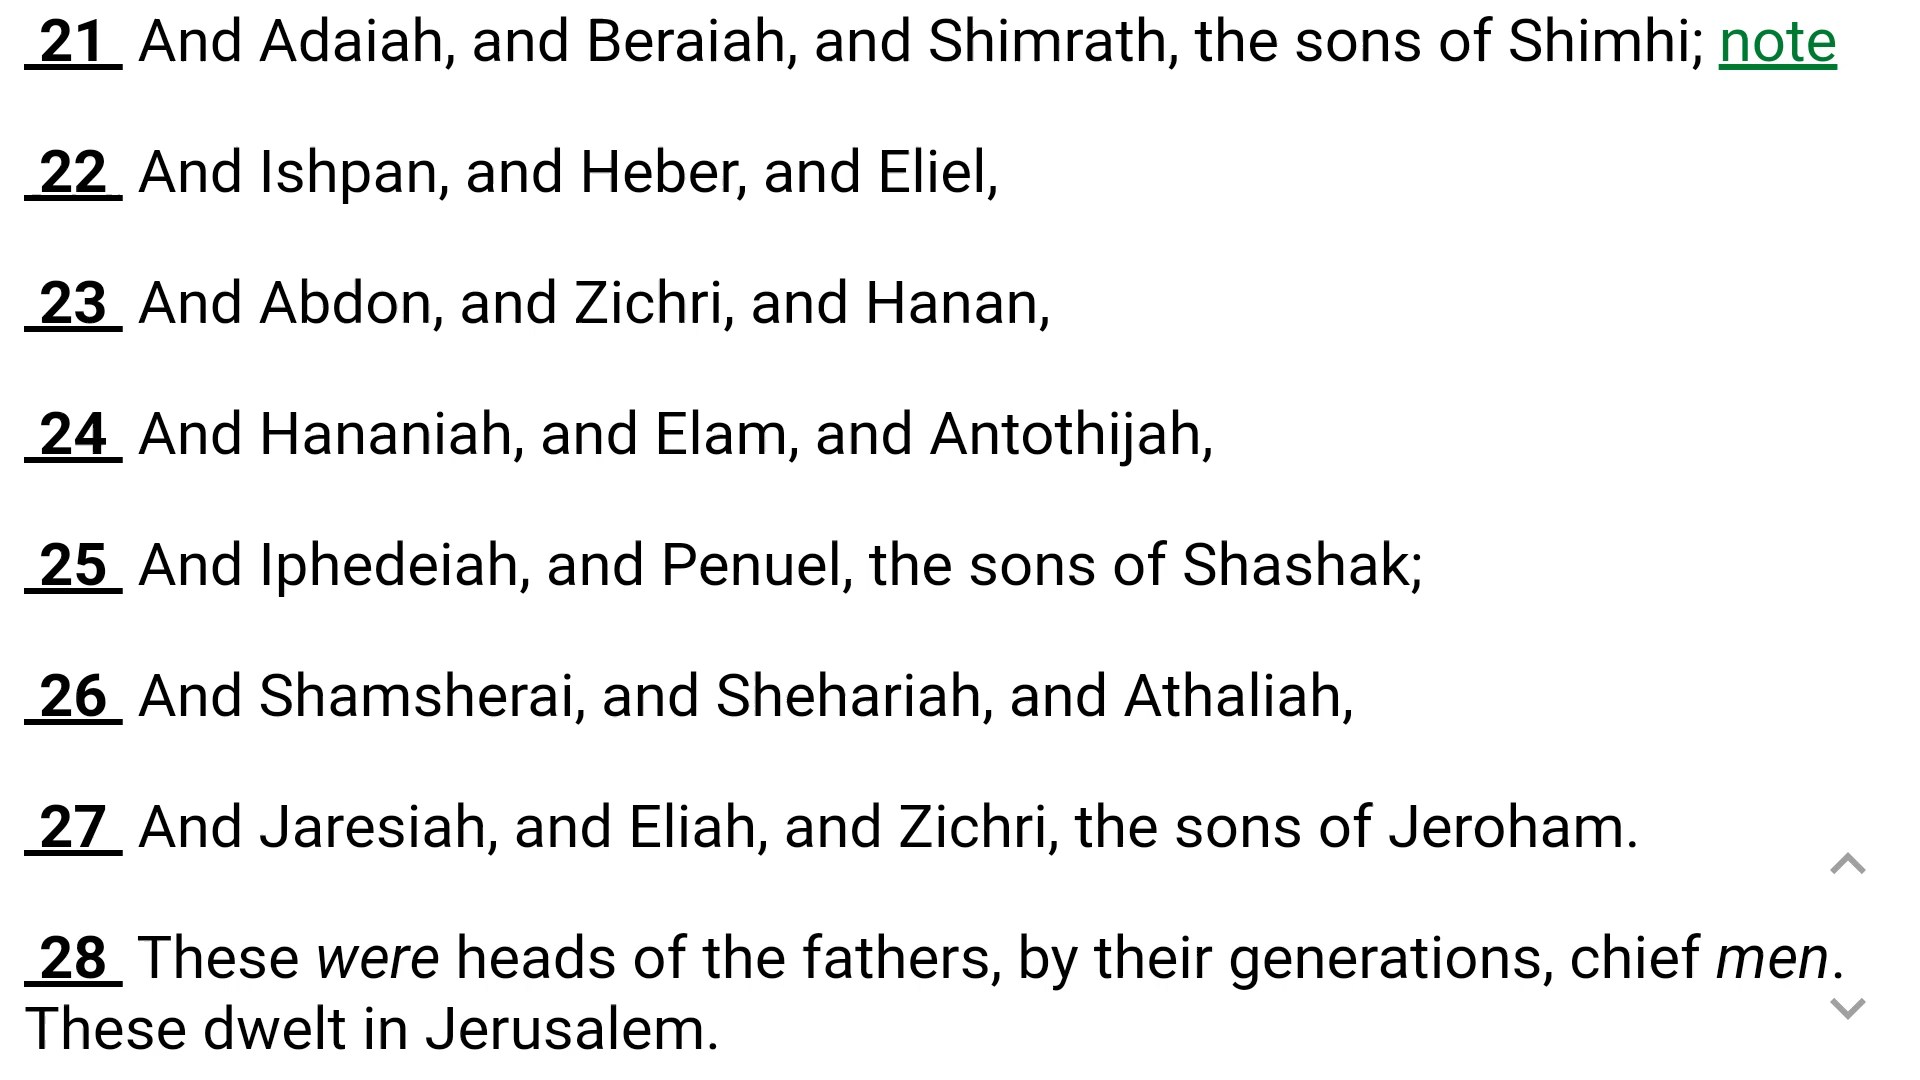 21 And Adaiah, and Beraiah, and Shimrath, the sons of Shimhi; note
22 And Ishpan, and Heber, and Eliel,
23 And Abdon, and Zichri, and Hanan,
24 And Hananiah, and Elam, and Antothijah,
25 And Iphedeiah, and Penuel, the sons of Shashak;
26 And Shamsherai, and Shehariah, and Athaliah,
27 And Jaresiah, and Eliah, and Zichri, the sons of Jeroham.
28 These were heads of the fathers, by their generations, chief men.
These dwelt in Jerusalem.